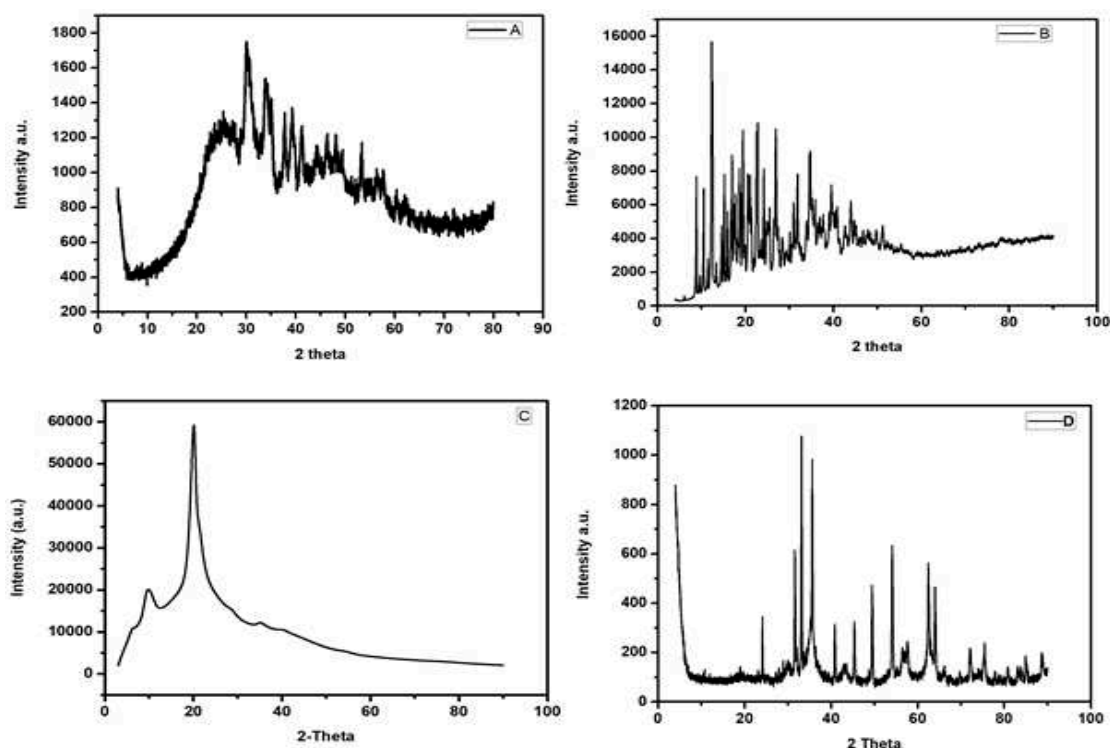 A
1800
1600
1400
1200
1000
800
600
400
200
0 10 20 30 40 50 60 70 80 90
2 theta
Intensity a.u.
B
16000
14000
12000
10000
8000
6000
4000
2000
0
0 20 40 60 80 100
2 theta
Intensity a.u.
C
60000
50000
40000
30000
20000
10000
0
0 20 40 60 80 100
2-Theta
Intensity (a.u.)
D
1200
1000
800
600
400
200
0
0 20 40 60 80 100
2 Theta
Intensity a.u.